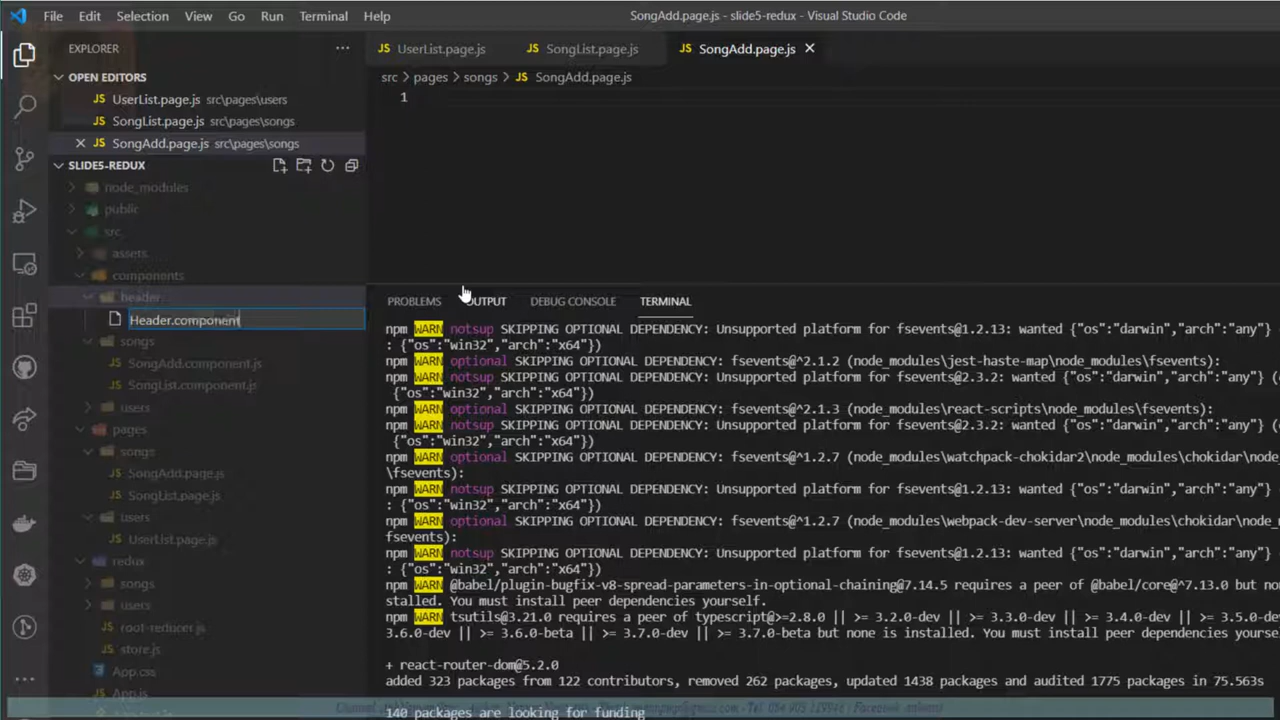 File Edit Selection View Go Run Terminal Help
SongAdd.page.js - slide5-redux - Visual Studio Code
EXPLORER
OPEN EDITORS
UserList.page.js src\pages\users
SongList.page.js src\pages\songs
SongAdd.page.js src\pages\songs
SLIDE5-REDUX
node_modules
public
src
assets
components
header
Header.component
songs
SongAdd.component.js
SongList.component.js
users
pages
songs
SongAdd.page.js
SongList.page.js
users
UserList.page.js
redux
songs
users
root-reducer.js
store.js
App.css
App.js
UserList.page.js SongList.page.js SongAdd.page.js
src > pages > songs > SongAdd.page.js
1
PROBLEMS OUTPUT DEBUG CONSOLE TERMINAL
npm WARN notsup SKIPPING OPTIONAL DEPENDENCY: Unsupported platform for fsevents@1.2.13: wanted {"os":"darwin","arch":"any"}
: {"os":"win32","arch":"x64"})
npm WARN optional SKIPPING OPTIONAL DEPENDENCY: fsevents@^2.1.2 (node_modules\jest-haste-map\node_modules\fsevents):
npm WARN notsup SKIPPING OPTIONAL DEPENDENCY: Unsupported platform for fsevents@2.3.2: wanted {"os":"darwin","arch":"any"} (
{"os":"win32","arch":"x64"})
npm WARN optional SKIPPING OPTIONAL DEPENDENCY: fsevents@^2.1.3 (node_modules\react-scripts\node_modules\fsevents):
npm WARN notsup SKIPPING OPTIONAL DEPENDENCY: Unsupported platform for fsevents@2.3.2: wanted {"os":"darwin","arch":"any"} (
{"os":"win32","arch":"x64"})
npm WARN optional SKIPPING OPTIONAL DEPENDENCY: fsevents@^1.2.7 (node_modules\watchpack-chokidar2\node_modules\chokidar\node_
\fsevents):
npm WARN notsup SKIPPING OPTIONAL DEPENDENCY: Unsupported platform for fsevents@1.2.13: wanted {"os":"darwin","arch":"any"}
: {"os":"win32","arch":"x64"})
npm WARN optional SKIPPING OPTIONAL DEPENDENCY: fsevents@^1.2.7 (node_modules\webpack-dev-server\node_modules\chokidar\node_m
fsevents):
npm WARN notsup SKIPPING OPTIONAL DEPENDENCY: Unsupported platform for fsevents@1.2.13: wanted {"os":"darwin","arch":"any"}
: {"os":"win32","arch":"x64"})
npm WARN @babel/plugin-bugfix-v8-spread-parameters-in-optional-chaining@7.14.5 requires a peer of @babel/core@^7.13.0 but non
stalled. You must install peer dependencies yourself.
npm WARN tsutils@3.21.0 requires a peer of typescript@>=2.8.0 || >= 3.2.0-dev || >= 3.3.0-dev || >= 3.4.0-dev || >= 3.5.0-de
3.6.0-dev || >= 3.6.0-beta || >= 3.7.0-dev || >= 3.7.0-beta but none is installed. You must install peer dependencies yourse
+ react-router-dom@5.2.0
added 323 packages from 122 contributors, removed 262 packages, updated 1438 packages and audited 1775 packages in 75.563s
140 packages are looking for funding